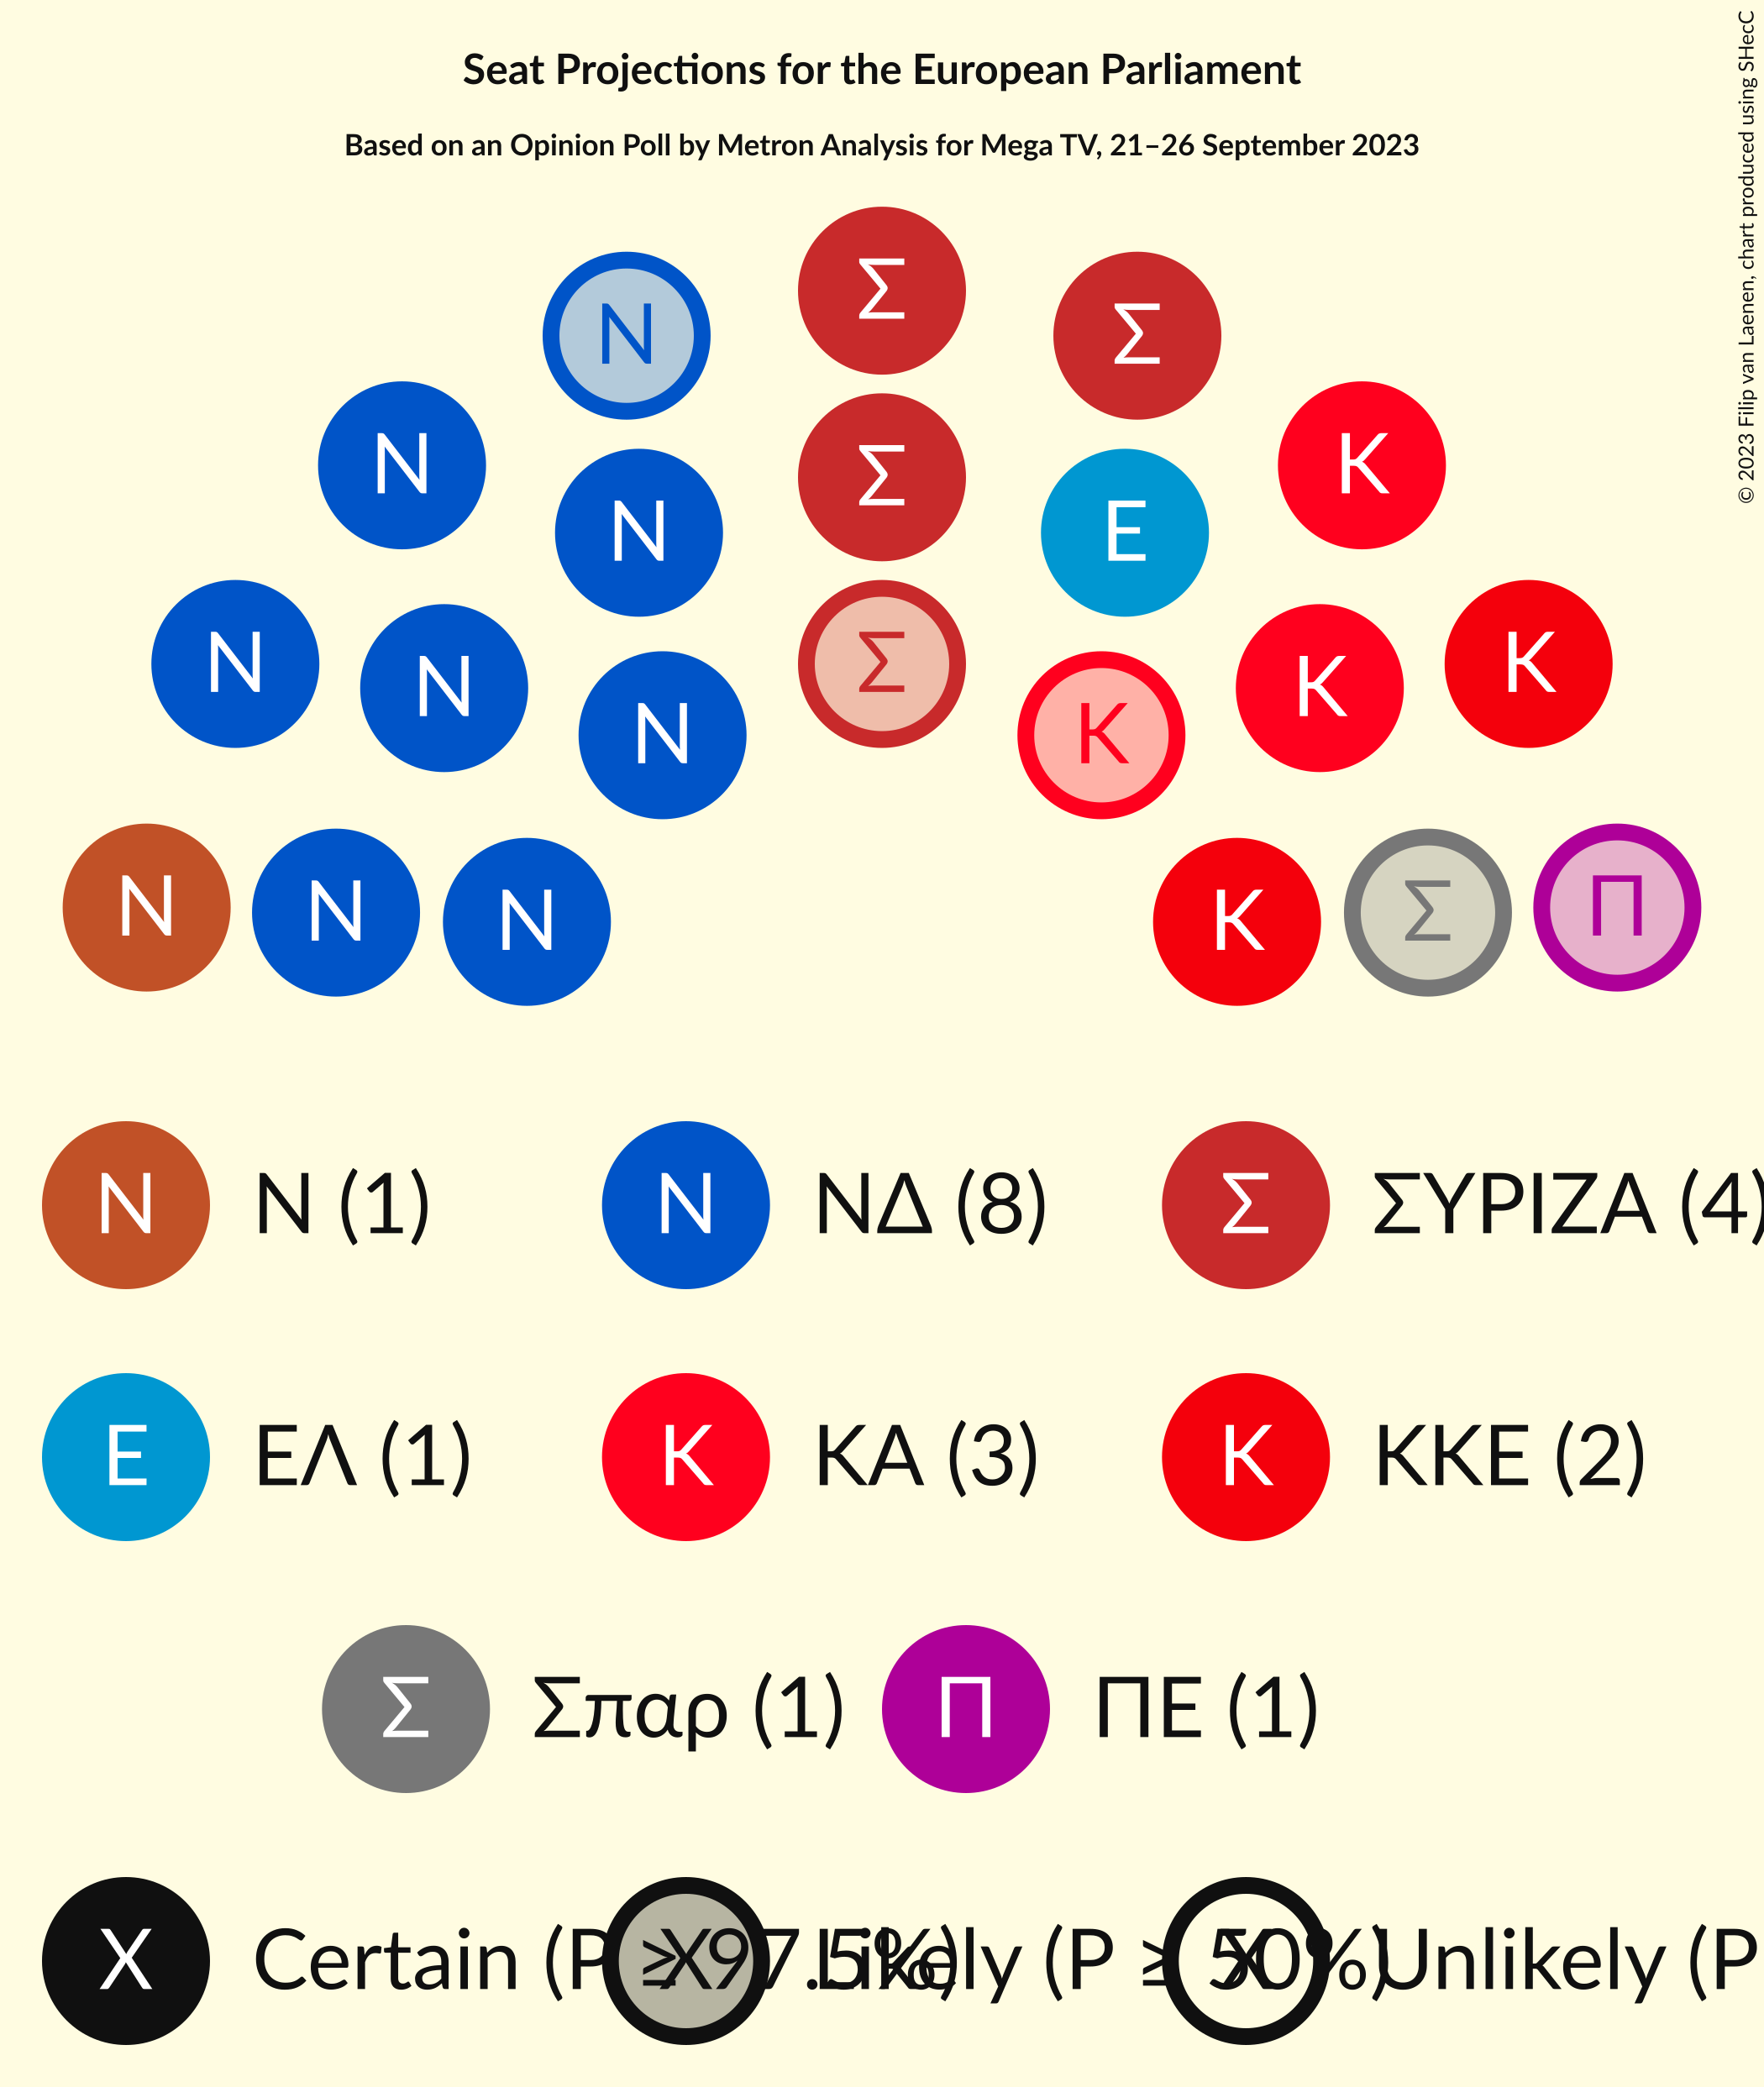 Seat Projections for the European Parliament
Based on an Opinion Poll by Metron Analysis for Mega TV, 21–26 September 2023
© 2023 Filip van Laenen, chart produced using SHecC
Σ
Ν Σ
Ν Σ Κ
Ν Ε
Ν Ν Σ Κ Κ
Ν Κ
Ν Ν Ν Κ Σ Π
Ν Ν (1) Ν ΝΔ (8) Σ ΣΥΡΙΖΑ (4)
Ε ΕΛ (1) Κ ΚΑ (3) Κ ΚΚΕ (2)
Σ Σπαρ (1) Π ΠΕ (1)
X Certain (P ≥ 97.5%) X Likely (P ≥ 50%) X Unlikely (P